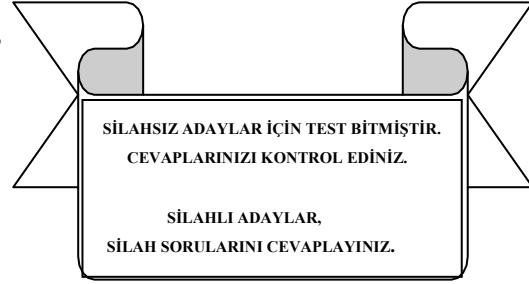 SİLAHSIZ ADAYLAR İÇİN TEST BİTMİŞTİR.
CEVAPLARINIZI KONTROL EDİNİZ.
SİLAHLI ADAYLAR,
SİLAH SORULARINI CEVAPLAYINIZ.